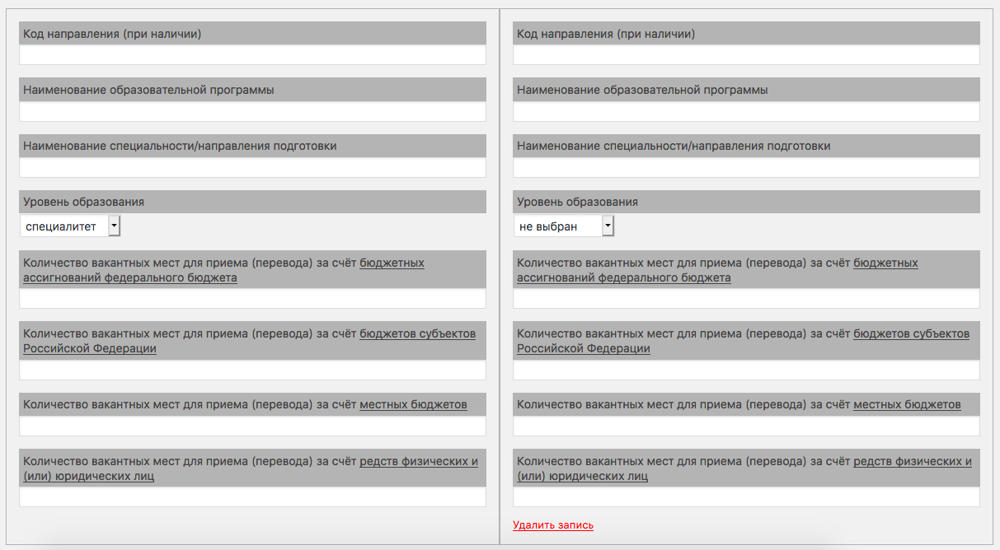 Код направления (при наличии)
Наименование образовательной программы
Наименование специальности/направления подготовки
Уровень образования
специалитет
Количество вакантных мест для приема (перевода) за счёт бюджетных
ассигнований федерального бюджета
Количество вакантных мест для приема (перевода) за счёт бюджетов субъектов
Российской Федерации
Количество вакантных мест для приема (перевода) за счёт местных бюджетов
Количество вакантных мест для приема (перевода) за счёт редств физических и
(или) юридических лиц
Код направления (при наличии)
Наименование образовательной программы
Наименование специальности/направления подготовки
Уровень образования
не выбран
Количество вакантных мест для приема (перевода) за счёт бюджетных
ассигнований федерального бюджета
Количество вакантных мест для приема (перевода) за счёт бюджетов субъектов
Российской Федерации
Количество вакантных мест для приема (перевода) за счёт местных бюджетов
Количество вакантных мест для приема (перевода) за счёт редств физических и
(или) юридических лиц
Удалить запись